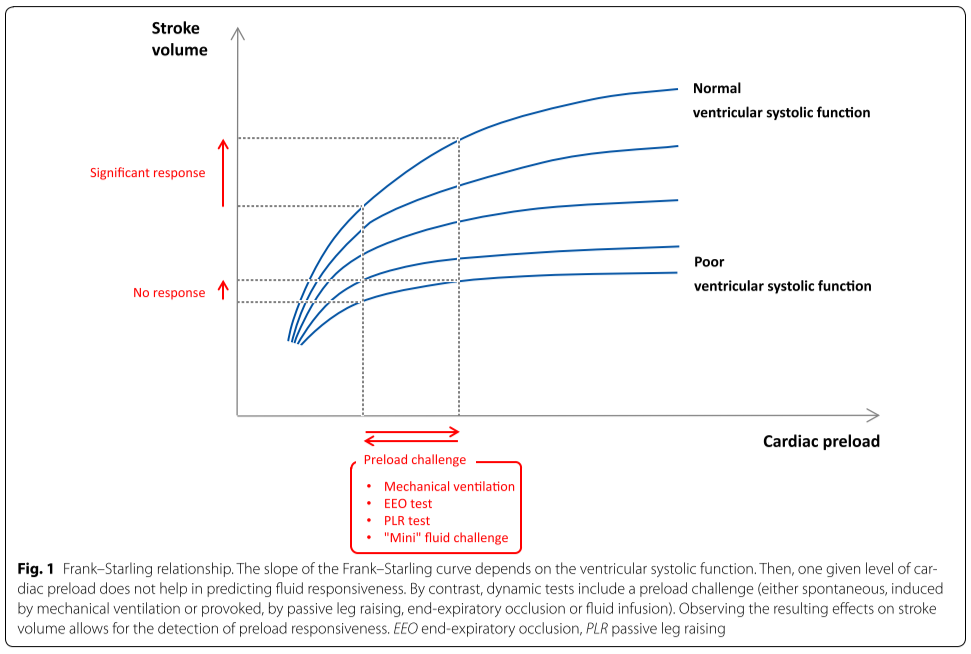 Stroke
volume
Normal
ventricular systolic function
Significant response
Poor
ventricular systolic function
No response
Cardiac preload
Preload challenge
• Mechanical ventilation
• EEO test
• PLR test
• "Mini" fluid challenge
Fig. 1 Frank–Starling relationship. The slope of the Frank–Starling curve depends on the ventricular systolic function. Then, one given level of car-
diac preload does not help in predicting fluid responsiveness. By contrast, dynamic tests include a preload challenge (either spontaneous, induced
by mechanical ventilation or provoked, by passive leg raising, end-expiratory occlusion or fluid infusion). Observing the resulting effects on stroke
volume allows for the detection of preload responsiveness. EEO end-expiratory occlusion, PLR passive leg raising